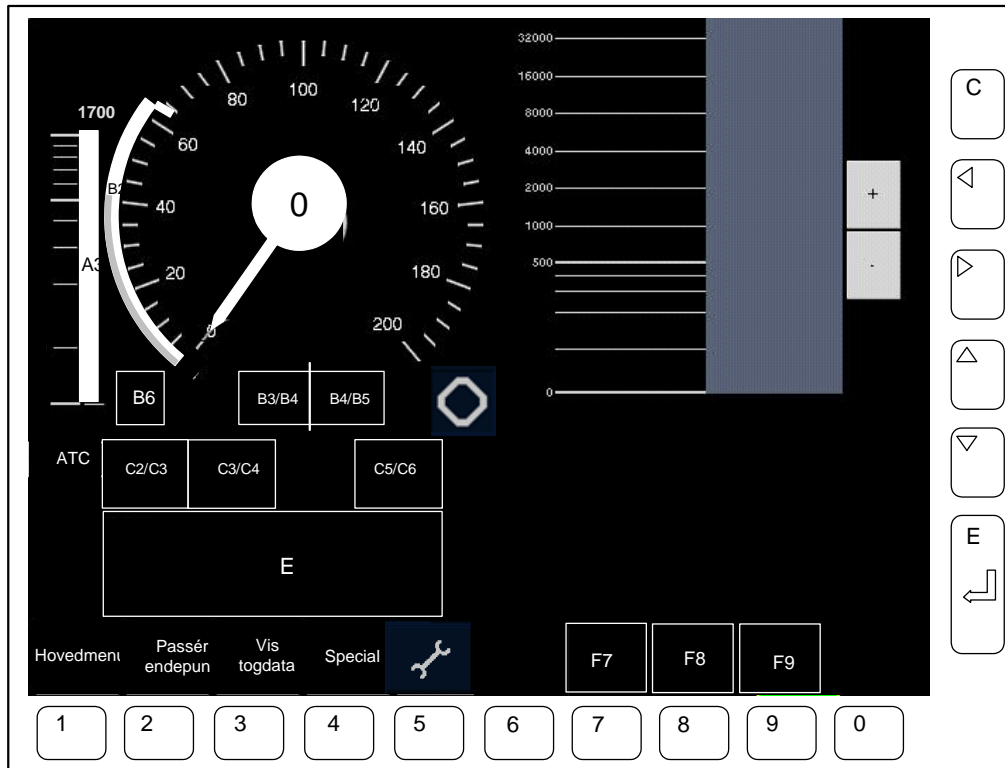 32000
16000
8000
4000
2000
1000
500
0
+
-
1700
0
20
40
60
80
100
120
140
160
180
200
0
A3
B2
B6
B3/B4
B4/B5
ATC
C2/C3
C3/C4
C5/C6
E
Hovedmenu
Passér
endepun
Vis
togdata
Special
F7
F8
F9
1
2
3
4
5
6
7
8
9
0
C
E